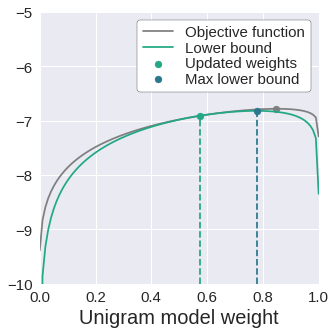 −5
Objective function
Lower bound
Updated weights
Max lower bound
−6
−7
−8
−9
−10
0.0 0.2 0.4 0.6 0.8 1.0
Unigram model weight